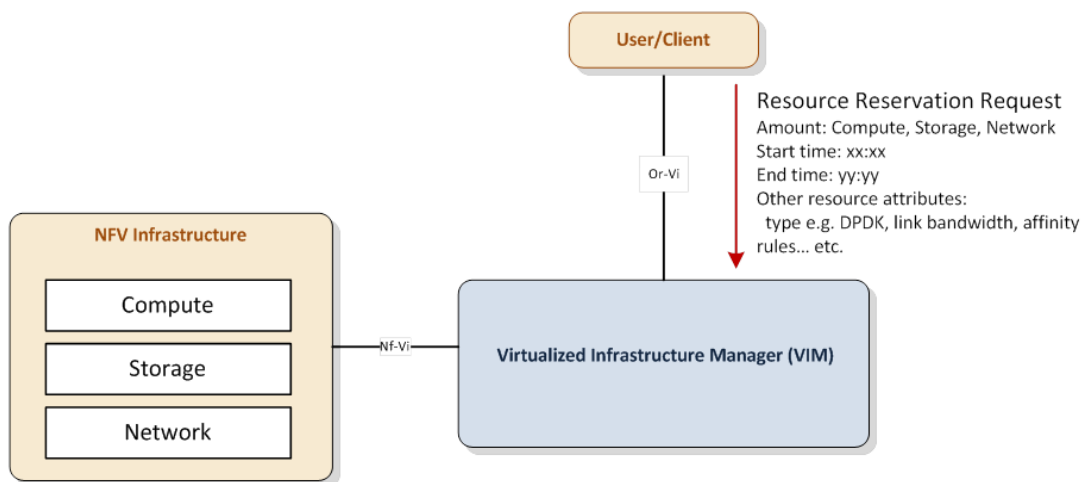 User/Client
Resource Reservation Request
Amount: Compute, Storage, Network
Start time: xx:xx
End time: yy:yy
Other resource attributes:
type e.g. DPDK, link bandwidth, affinity
rules... etc.
Or-Vi
NFV Infrastructure
Compute
Storage
Network
Nf-Vi
Virtualized Infrastructure Manager (VIM)